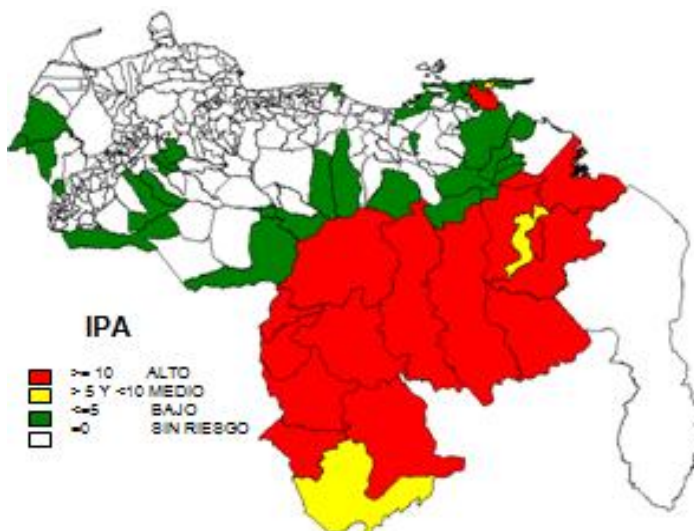 IPA
>= 10 ALTO
> 5 Y <10 MEDIO
<=5 BAJO
=0 SIN RIESGO